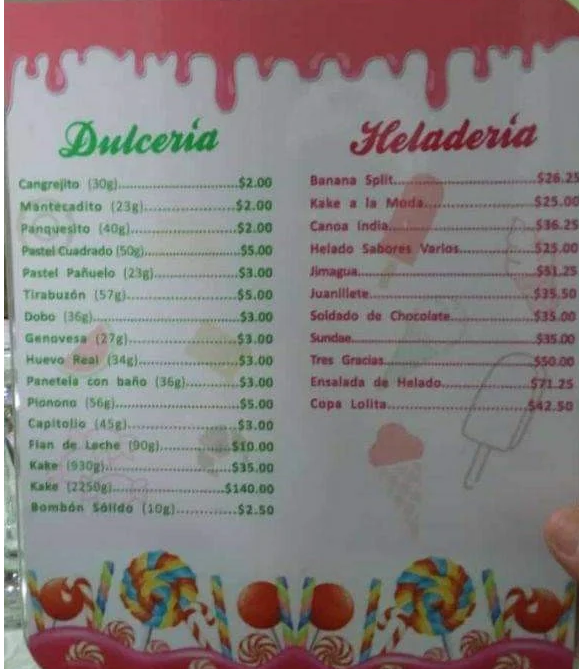 Dulcería
Cangrejito (30g)....................$2.00
Mantecadito (23g)....................$2.00
Panquesito (40g)....................$2.00
Pastel Cuadrado (50g)....................$5.00
Pastel Pañuelo (23g)....................$3.00
Tirabuzón (57g)....................$5.00
Dobo (36g)....................$3.00
Genovesa (27g)....................$3.00
Huevo Real (34g)....................$3.00
Panetela con baño (36g)............$3.00
Pionono (56g)....................$5.00
Capitolio (45g)....................$3.00
Flan de Leche (90g)....................$10.00
Kake (930g)....................$35.00
Kake (2250g)....................$140.00
Bombón Sólido (10g)....................$2.50
Heladería
Banana Split....................$26.25
Kake a la Moda....................$25.00
Canoa India....................$36.25
Helado Sabores Varios....................$25.00
Jimagua....................$51.25
Juanillete....................$35.50
Soldado de Chocolate....................$35.00
Sundae....................$35.00
Tres Gracias....................$50.00
Ensalada de Helado....................$71.25
Copa Lolita....................$42.50